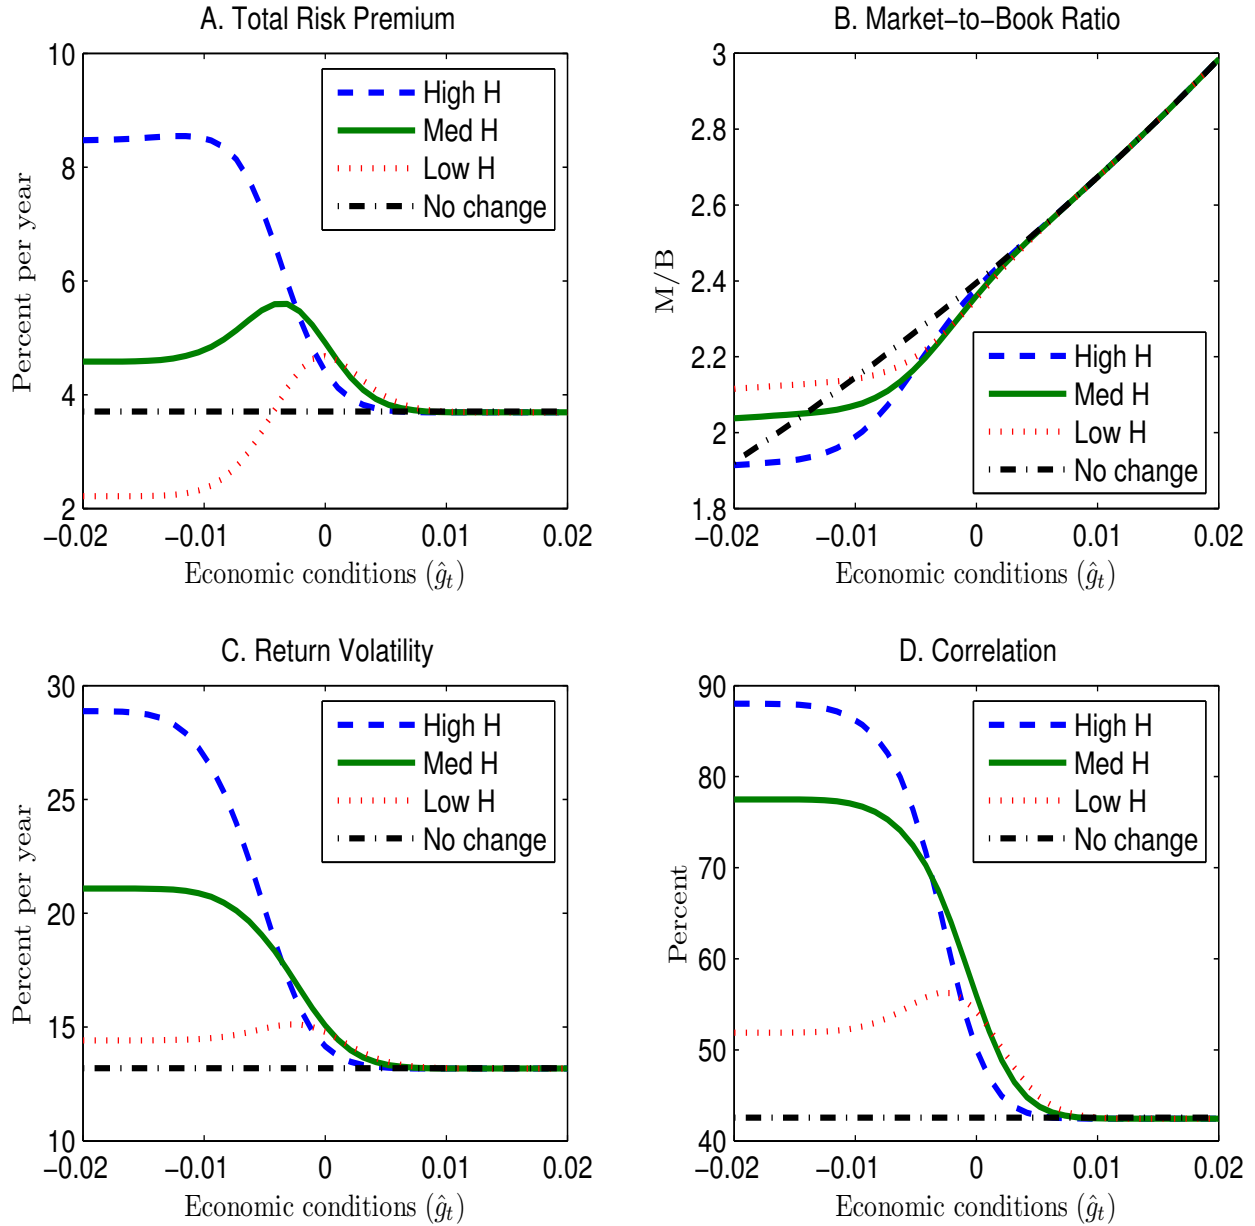 A. Total Risk Premium
Percent per year
10
8
6
4
2
-0.02
-0.01
0
0.01
0.02
Economic conditions (ĝt)
High H
Med H
Low H
No change
B. Market-to-Book Ratio
M/B
3
2.8
2.6
2.4
2.2
2
1.8
-0.02
-0.01
0
0.01
0.02
Economic conditions (ĝt)
High H
Med H
Low H
No change
C. Return Volatility
Percent per year
30
25
20
15
10
-0.02
-0.01
0
0.01
0.02
Economic conditions (ĝt)
High H
Med H
Low H
No change
D. Correlation
Percent
90
80
70
60
50
40
-0.02
-0.01
0
0.01
0.02
Economic conditions (ĝt)
High H
Med H
Low H
No change